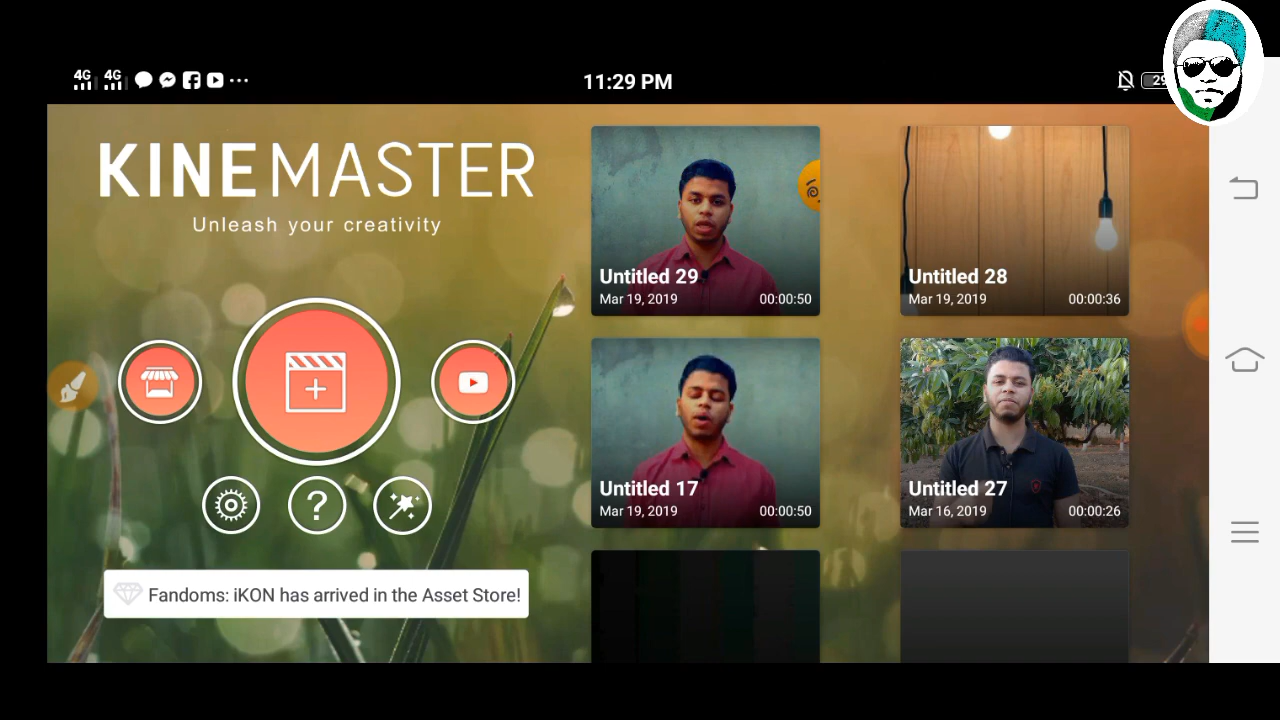 4G 4G 11:29 PM
KINEMASTER
Unleash your creativity
Fandoms: iKON has arrived in the Asset Store!
Untitled 29
Mar 19, 2019 00:00:50
Untitled 28
Mar 19, 2019 00:00:36
Untitled 17
Mar 19, 2019 00:00:50
Untitled 27
Mar 16, 2019 00:00:26